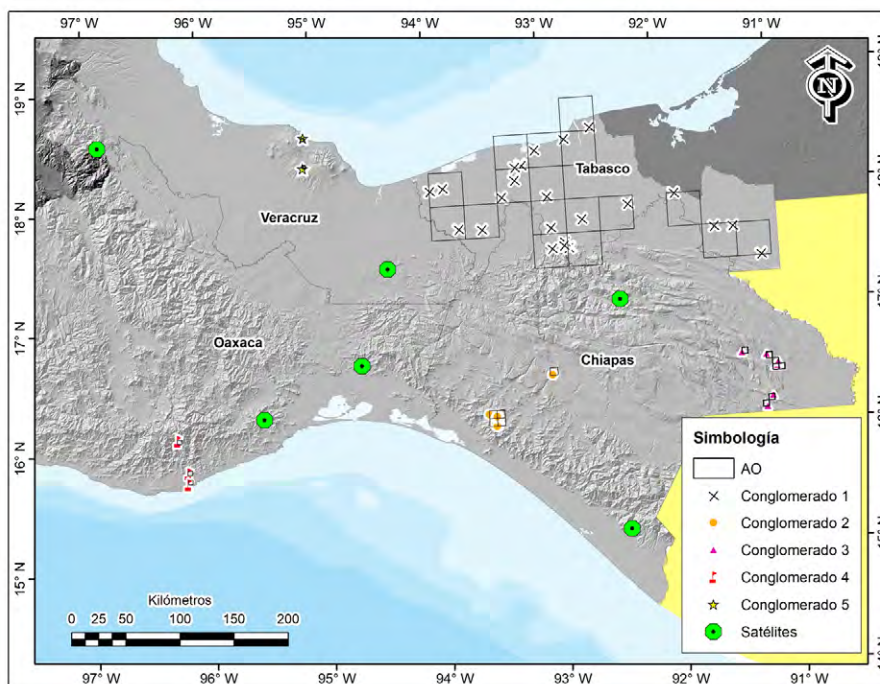 97° W 96° W 95° W 94° W 93° W 92° W 91° W
N
19° N
18° N
17° N
16° N
15° N
18° N
17° N
Tabasco
Veracruz
Oaxaca
Chiapas
Simbología
AO
Conglomerado 1
Conglomerado 2
Conglomerado 3
Conglomerado 4
Conglomerado 5
Satélites
Kilómetros
0 25 50 100 150 200
97° W 96° W 95° W 94° W 93° W 92° W 91° W